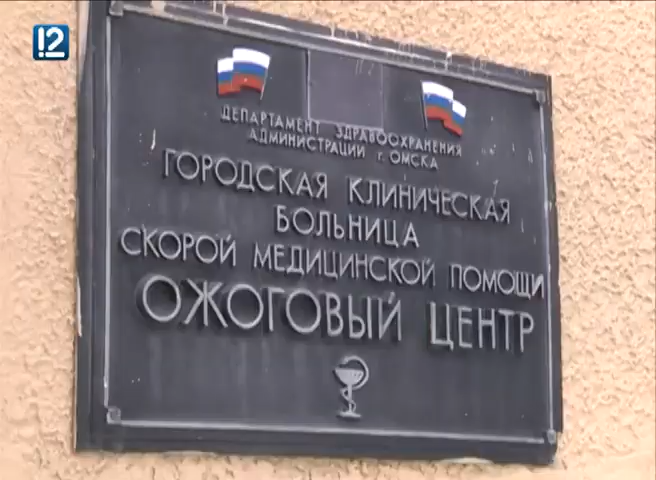 12
ДЕПАРТАМЕНТ ЗДРАВООХРАНЕНИЯ
АДМИНИСТРАЦИИ г. ОМСКА
ГОРОДСКАЯ КЛИНИЧЕСКАЯ
БОЛЬНИЦА
СКОРОЙ МЕДИЦИНСКОЙ ПОМОЩИ
ОЖОГОВЫЙ ЦЕНТР